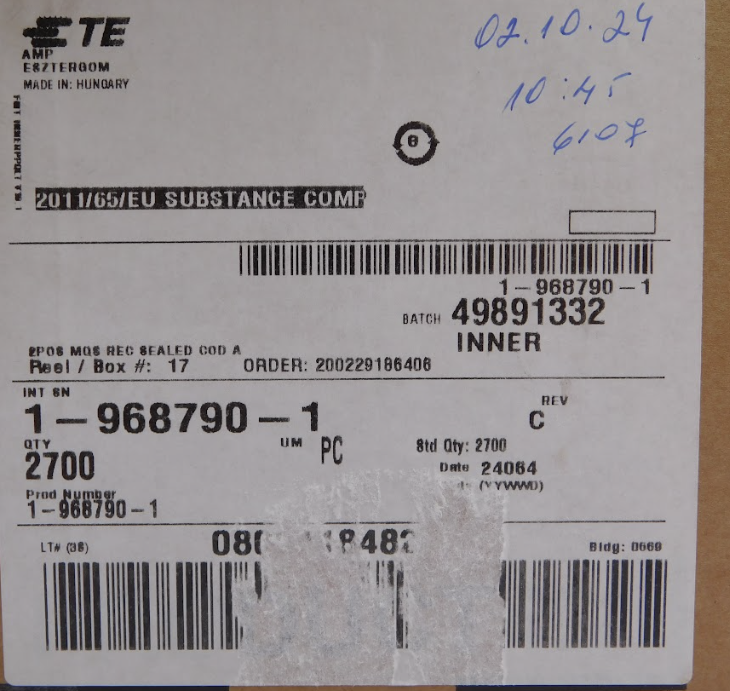 TE
AMP
ESZTERGOM
MADE IN: HUNGARY
02.10.24
10:45
6107
e
2011/65/EU SUBSTANCE COMP
1-968790-1
BATCH 49891332
INNER
2POS MQS REC SEALED COD A
Reel / Box #: 17 ORDER: 200229186406
INT SN
1-968790-1
REV
C
QTY
2700
UM PC
Std Qty: 2700
Date 24064
(YYWWD)
Prod Number
1-968790-1
LT# (3S)
Bldg: 0669